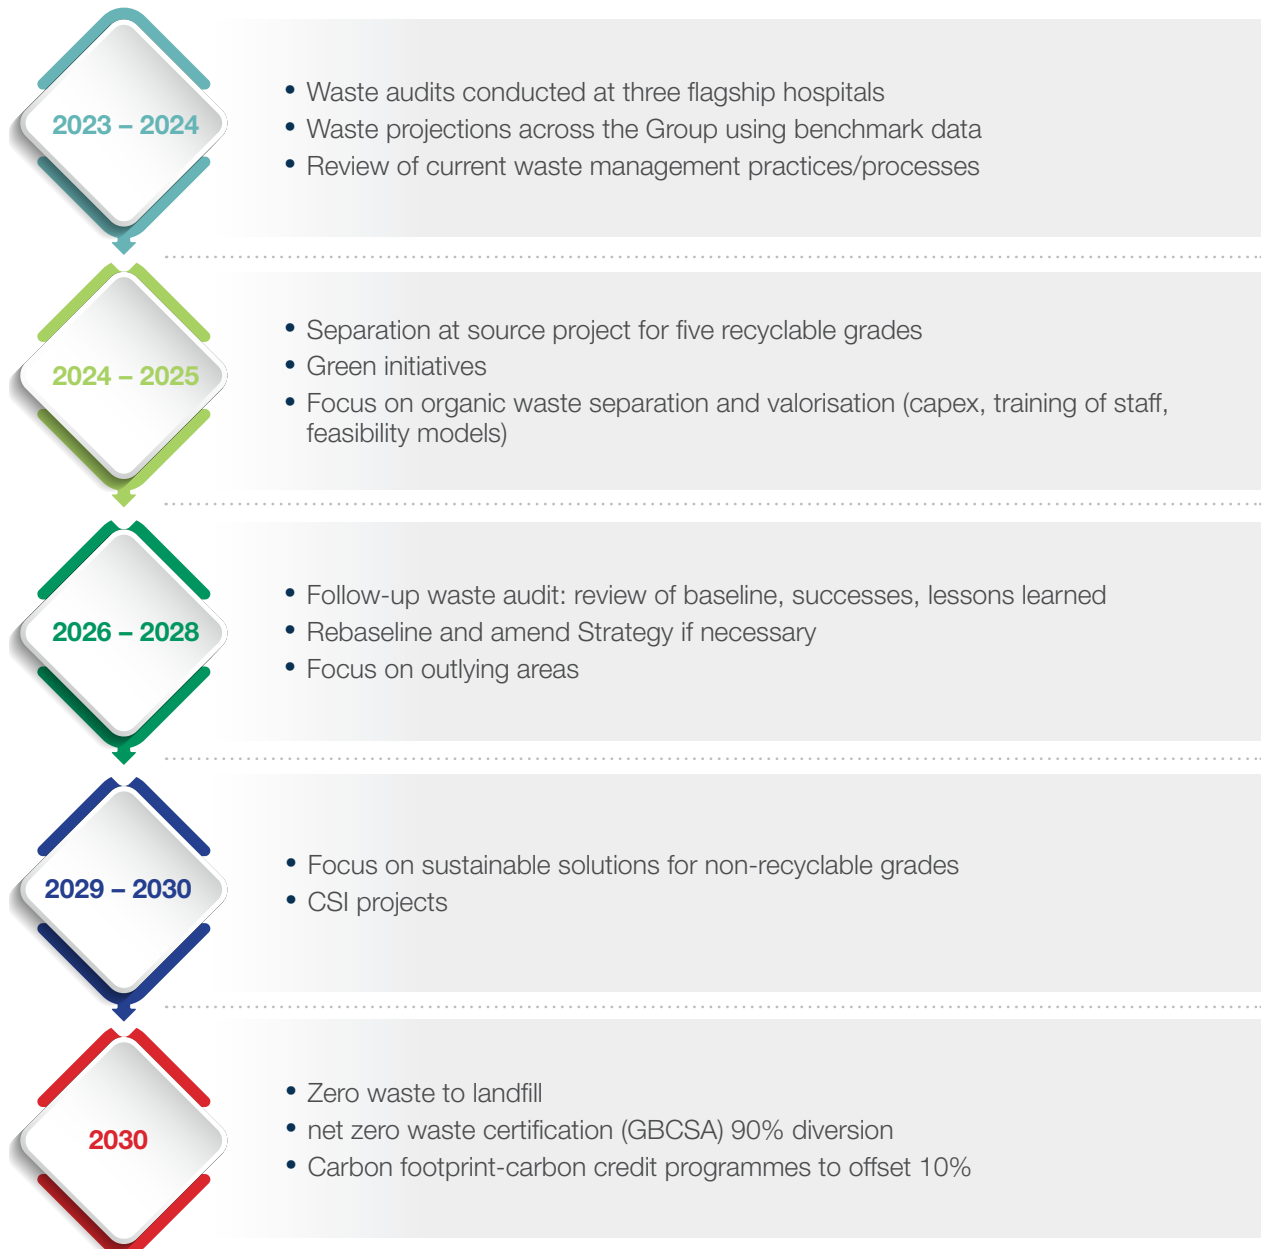 2023 – 2024
• Waste audits conducted at three flagship hospitals
• Waste projections across the Group using benchmark data
• Review of current waste management practices/processes
2024 – 2025
• Separation at source project for five recyclable grades
• Green initiatives
• Focus on organic waste separation and valorisation (capex, training of staff,
feasibility models)
2026 – 2028
• Follow-up waste audit: review of baseline, successes, lessons learned
• Rebaseline and amend Strategy if necessary
• Focus on outlying areas
2029 – 2030
• Focus on sustainable solutions for non-recyclable grades
• CSI projects
2030
• Zero waste to landfill
• net zero waste certification (GBCSA) 90% diversion
• Carbon footprint-carbon credit programmes to offset 10%